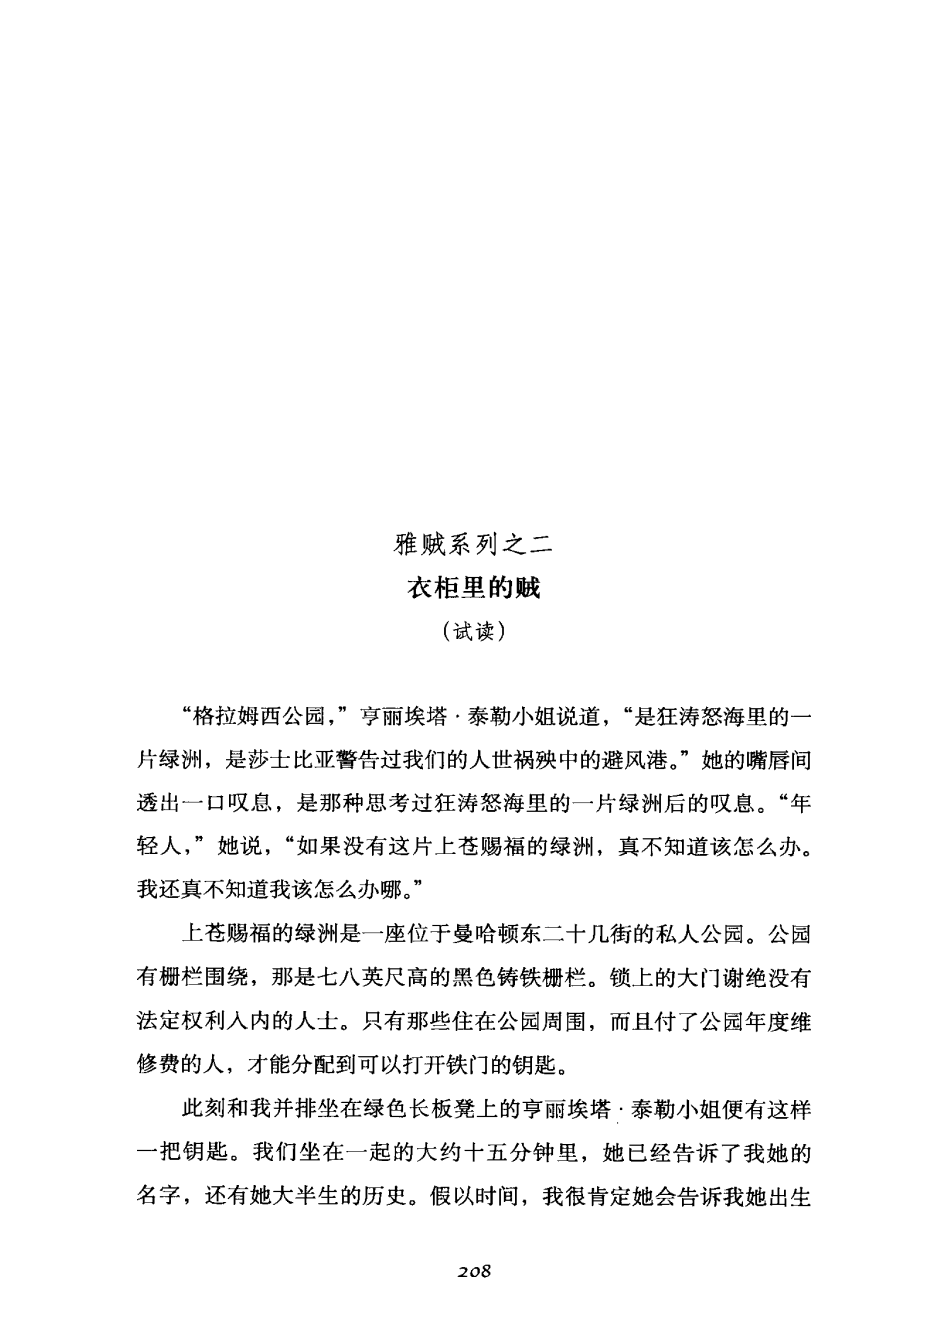 雅贼系列之二
衣柜里的贼
（试读）
“格拉姆西公园，”亨丽埃塔·泰勒小姐说道，“是狂涛怒海里的一
片绿洲，是莎士比亚警告过我们的人世祸殃中的避风港。”她的嘴唇间
透出一口叹息，是那种思考过狂涛怒海里的一片绿洲后的叹息。“年
轻人，”她说，“如果没有这片上苍赐福的绿洲，真不知道该怎么办。
我还真不知道我该怎么办哪。”
上苍赐福的绿洲是一座位于曼哈顿东二十几街的私人公园。公园
有栅栏围绕，那是七八英尺高的黑色铸铁栅栏。锁上的大门谢绝没有
法定权利入内的人士。只有那些住在公园周围，而且付了公园年度维
修费的人，才能分配到可以打开铁门的钥匙。
此刻和我并排坐在绿色长板凳上的亨丽埃塔·泰勒小姐便有这样
一把钥匙。我们坐在一起的大约十五分钟里，她已经告诉了我她的
名字，还有她大半生的历史。假以时间，我很肯定她会告诉我她出生
208